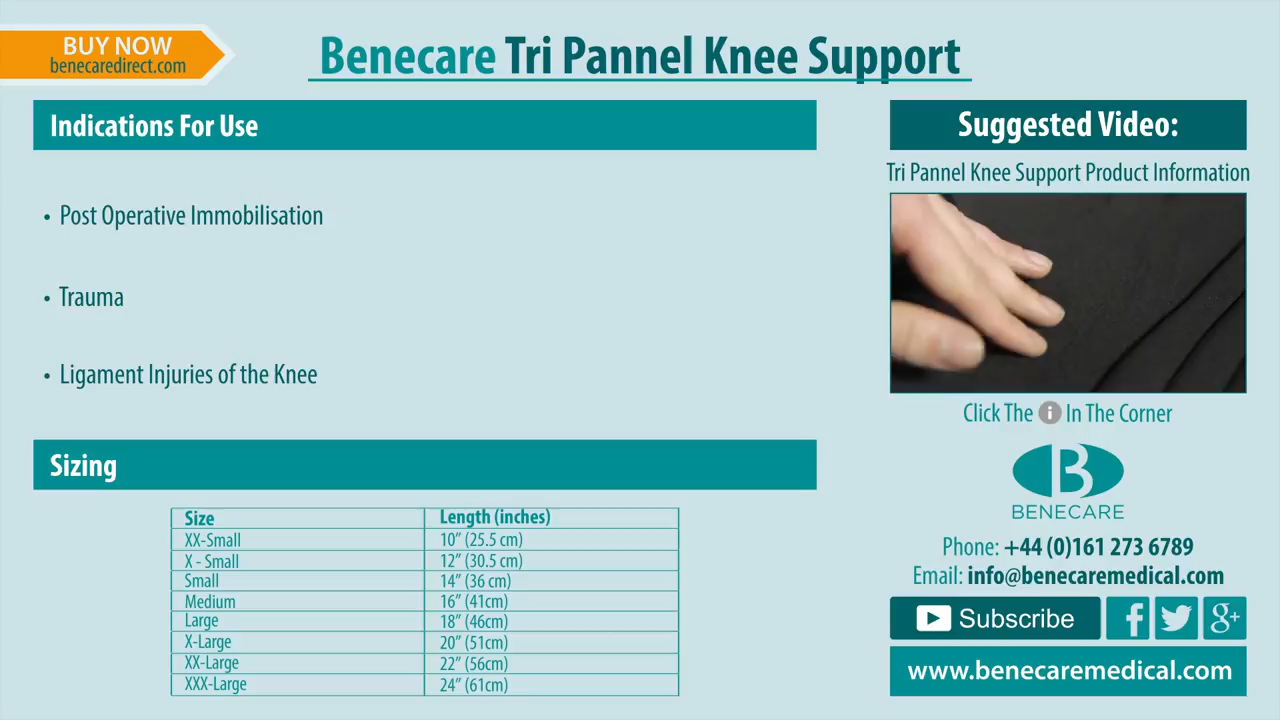 BUY NOW
benecaredirect.com
Benecare Tri Pannel Knee Support
Indications For Use
• Post Operative Immobilisation
• Trauma
• Ligament Injuries of the Knee
Sizing
Size Length (inches)
XX-Small 10” (25.5 cm)
X - Small 12” (30.5 cm)
Small 14” (36 cm)
Medium 16” (41cm)
Large 18” (46cm)
X-Large 20” (51cm)
XX-Large 22” (56cm)
XXX-Large 24” (61cm)
Suggested Video:
Tri Pannel Knee Support Product Information
Click The i In The Corner
B
BENECARE
Phone: +44 (0)161 273 6789
Email: info@benecaremedical.com
Subscribe
f g+
www.benecaremedical.com